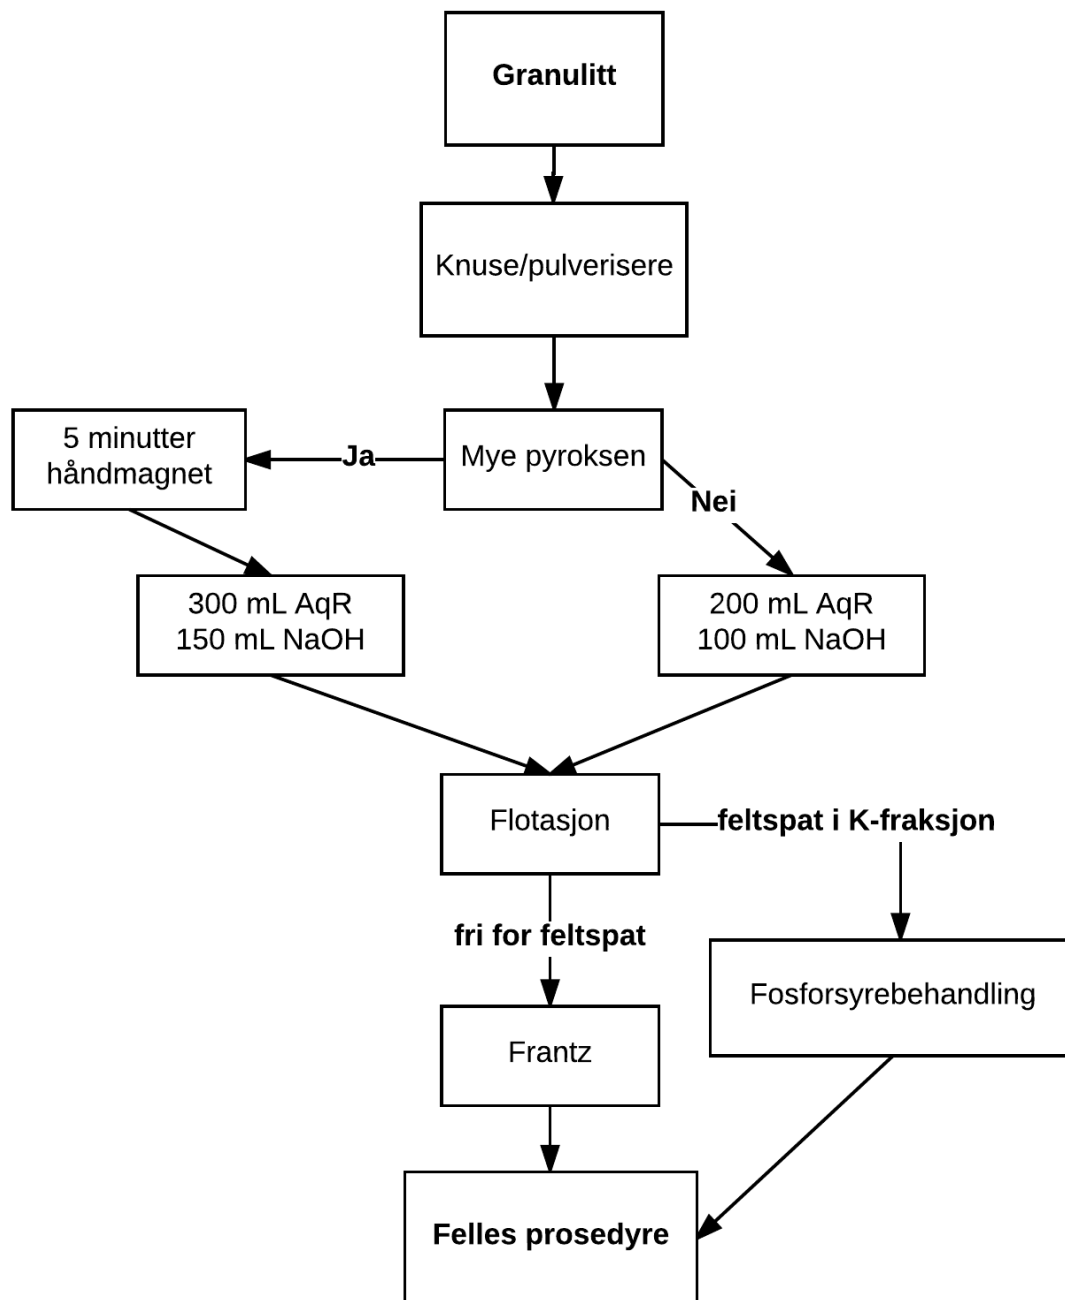 Granulitt
Knuse/pulverisere
5 minutter
håndmagnet
Ja
Mye pyroksen
Nei
300 mL AqR
150 mL NaOH
200 mL AqR
100 mL NaOH
Flotasjon
feltspat i K-fraksjon
fri for feltspat
Fosforsyrebehandling
Frantz
Felles prosedyre